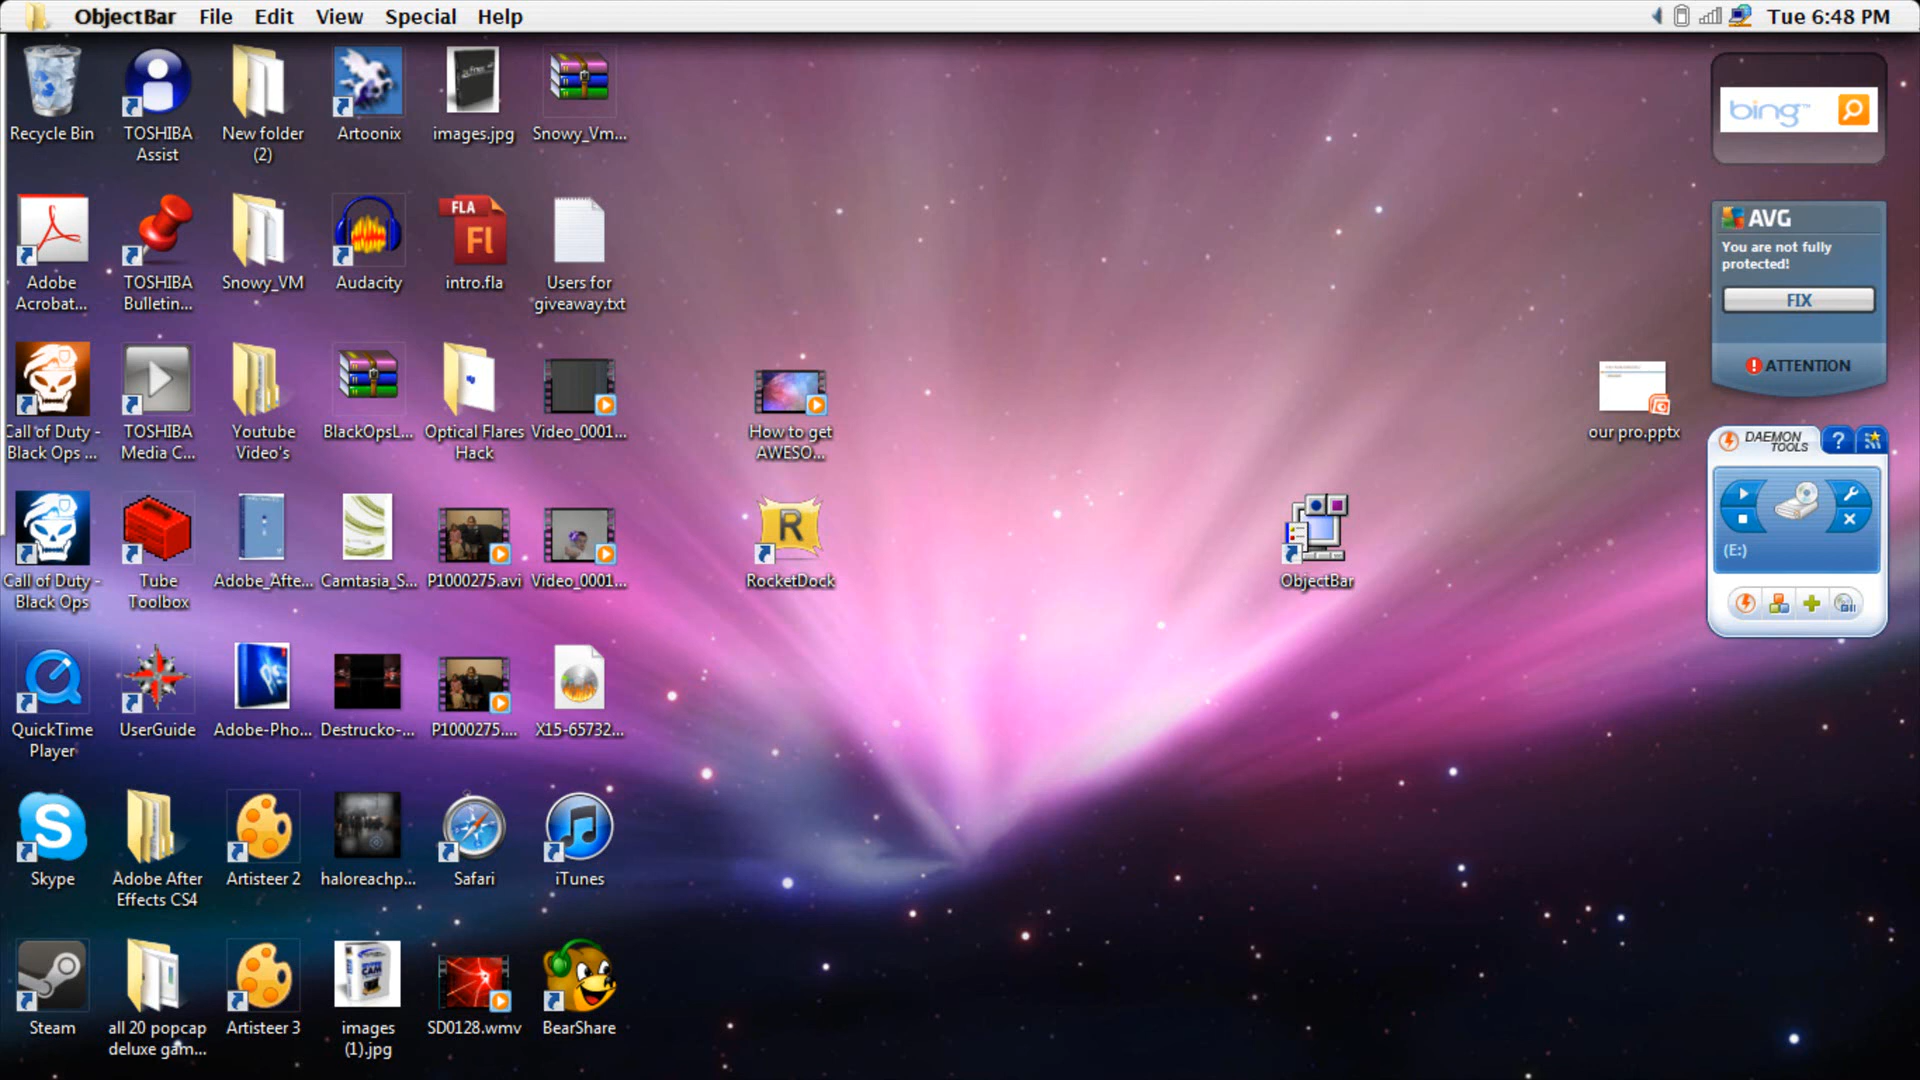 ObjectBar File Edit View Special Help Tue 6:48 PM
Recycle Bin
TOSHIBA
Assist
New folder
(2)
Artoonix
images.jpg
Snowy_Vm...
bing™
Adobe
Acrobat...
TOSHIBA
Bulletin...
Snowy_VM
Audacity
FLA
Fl
intro.fla
Users for
giveaway.txt
AVG
You are not fully
protected!
FIX
ATTENTION
Call of Duty -
Black Ops ...
TOSHIBA
Media C...
Youtube
Video's
BlackOpsL...
Optical Flares
Hack
Video_0001...
How to get
AWESO...
our pro.pptx
DAEMON
TOOLS
?
(E:)
Call of Duty -
Black Ops
Tube
Toolbox
Adobe_Afte...
Camtasia_S...
P1000275.avi
Video_0001...
R
RocketDock
ObjectBar
QuickTime
Player
UserGuide
Ps
Adobe-Pho...
Destrucko-...
P1000275....
X15-65732...
S
Skype
Adobe After
Effects CS4
Artisteer 2
haloreachp...
Safari
iTunes
Steam
all 20 popcap
deluxe gam...
Artisteer 3
CAM
images
(1).jpg
SD0128.wmv
BearShare